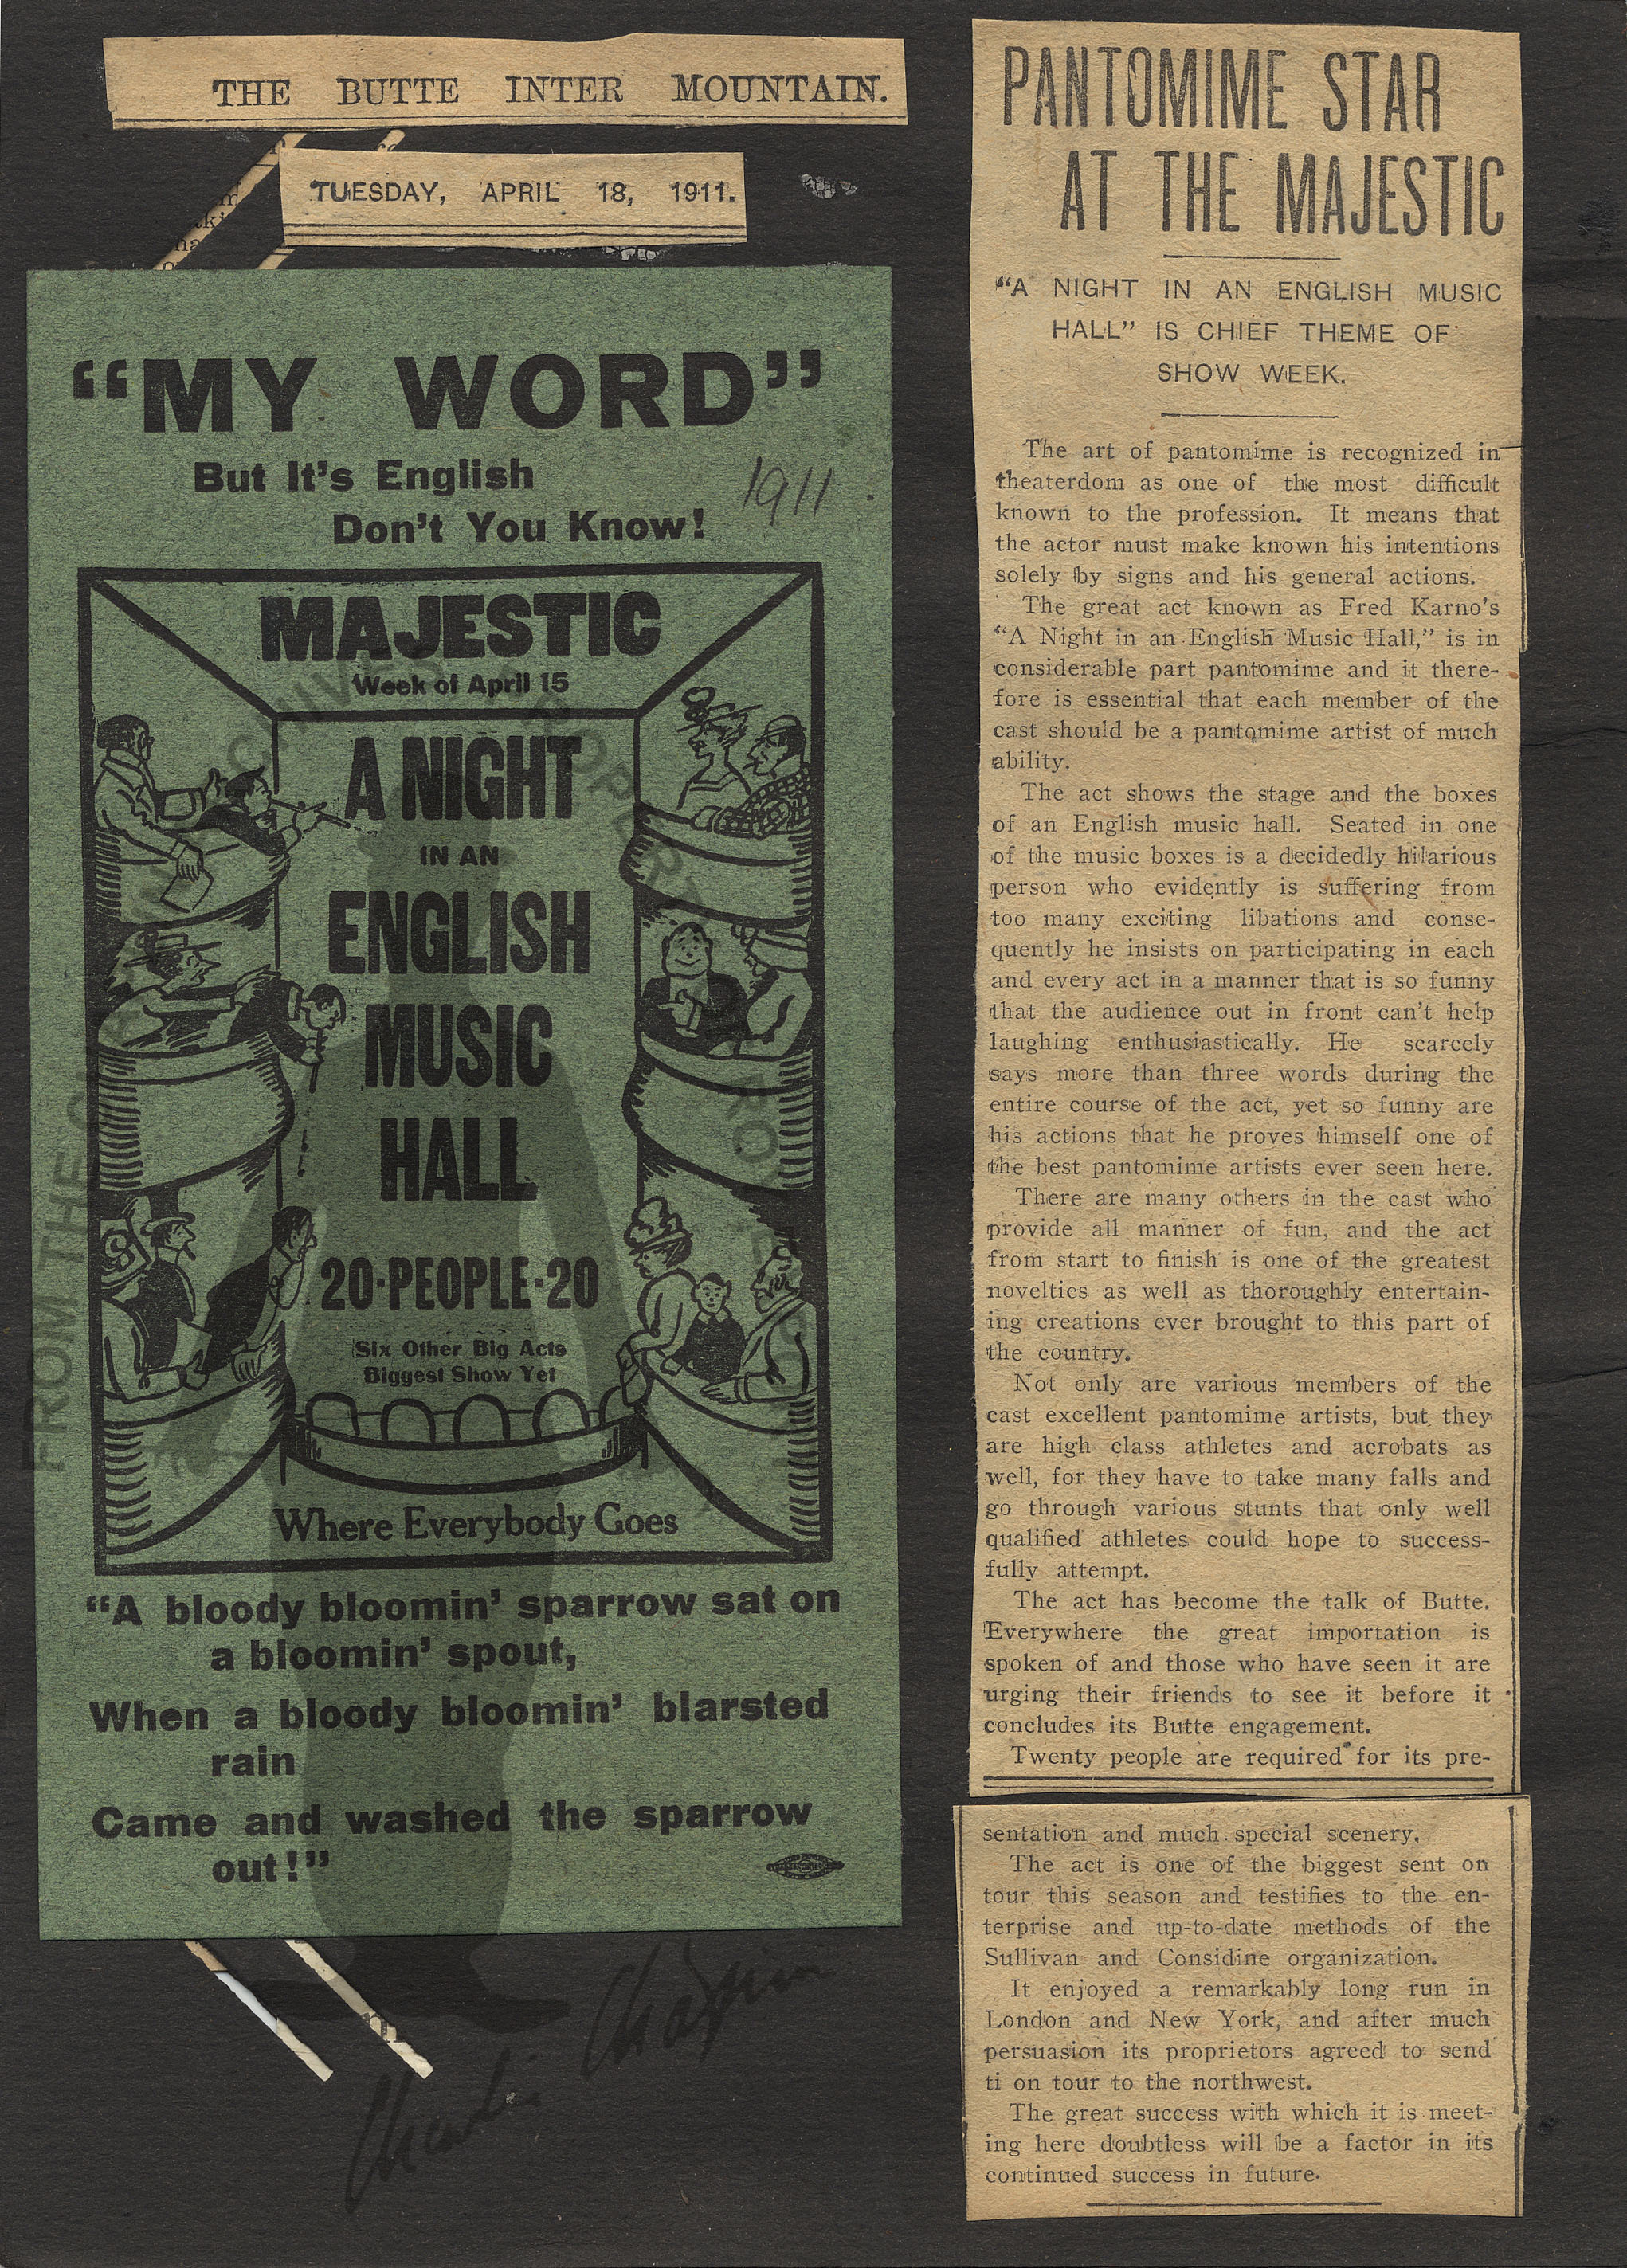 THE BUTTE INTER MOUNTAIN.
TUESDAY, APRIL 18, 1911.
"MY WORD"
But It's English
Don't You Know!
1911
MAJESTIC
Week of April 15
A NIGHT
IN AN
ENGLISH
MUSIC
HALL
20·PEOPLE·20
Six Other Big Acts
Biggest Show Yet
Where Everybody Goes
"A bloody bloomin' sparrow sat on
a bloomin' spout,
When a bloody bloomin' blarsted
rain
Came and washed the sparrow
out!"
PANTOMIME STAR
AT THE MAJESTIC
"A NIGHT IN AN ENGLISH MUSIC
HALL" IS CHIEF THEME OF
SHOW WEEK.
The art of pantomime is recognized in
theaterdom as one of the most difficult
known to the profession. It means that
the actor must make known his intentions
solely by signs and his general actions.
The great act known as Fred Karno's
"A Night in an English Music Hall," is in
considerable part pantomime and it there-
fore is essential that each member of the
cast should be a pantomime artist of much
ability.
The act shows the stage and the boxes
of an English music hall. Seated in one
of the music boxes is a decidedly hilarious
person who evidently is suffering from
too many exciting libations and conse-
quently he insists on participating in each
and every act in a manner that is so funny
that the audience out in front can't help
laughing enthusiastically. He scarcely
says more than three words during the
entire course of the act, yet so funny are
his actions that he proves himself one of
the best pantomime artists ever seen here.
There are many others in the cast who
provide all manner of fun, and the act
from start to finish is one of the greatest
novelties as well as thoroughly entertain-
ing creations ever brought to this part of
the country.
Not only are various members of the
cast excellent pantomime artists, but they
are high class athletes and acrobats as
well, for they have to take many falls and
go through various stunts that only well
qualified athletes could hope to success-
fully attempt.
The act has become the talk of Butte.
Everywhere the great importation is
spoken of and those who have seen it are
urging their friends to see it before it
concludes its Butte engagement.
Twenty people are required for its pre-
sentation and much special scenery.
The act is one of the biggest sent on
tour this season and testifies to the en-
terprise and up-to-date methods of the
Sullivan and Considine organization.
It enjoyed a remarkably long run in
London and New York, and after much
persuasion its proprietors agreed to send
ti on tour to the northwest.
The great success with which it is meet-
ing here doubtless will be a factor in its
continued success in future.
FROM THE
Charlie Chaplin